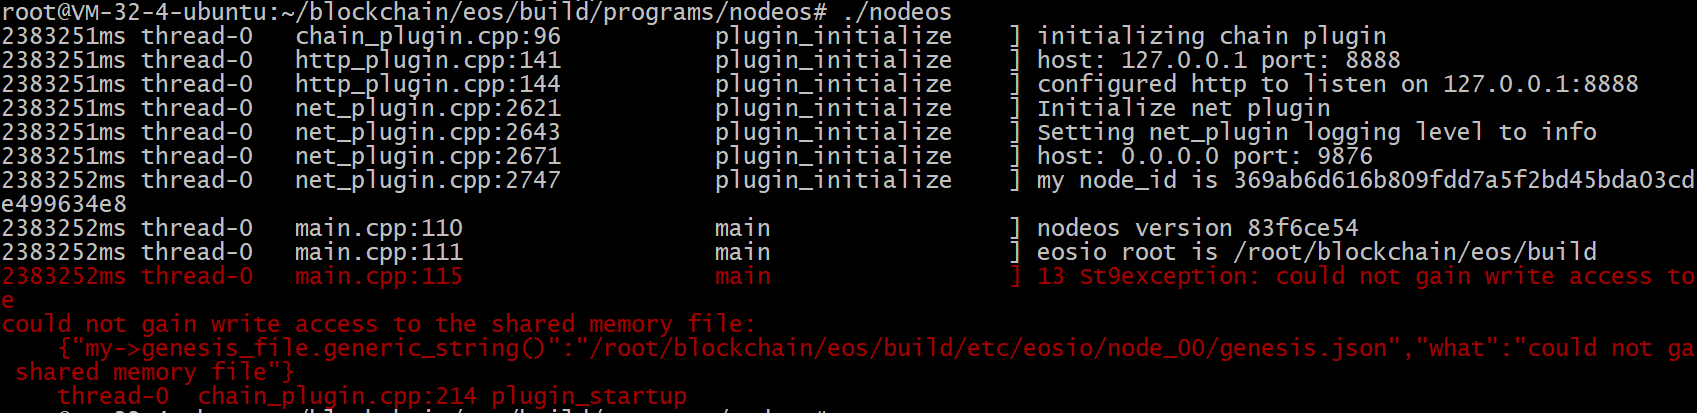 root@VM-32-4-ubuntu:~/blockchain/eos/build/programs/nodeos# ./nodeos
2383251ms thread-0   chain_plugin.cpp:96           plugin_initialize    ] initializing chain plugin
2383251ms thread-0   http_plugin.cpp:141           plugin_initialize    ] host: 127.0.0.1 port: 8888
2383251ms thread-0   http_plugin.cpp:144           plugin_initialize    ] configured http to listen on 127.0.0.1:8888
2383251ms thread-0   net_plugin.cpp:2621           plugin_initialize    ] Initialize net plugin
2383251ms thread-0   net_plugin.cpp:2643           plugin_initialize    ] Setting net_plugin logging level to info
2383251ms thread-0   net_plugin.cpp:2671           plugin_initialize    ] host: 0.0.0.0 port: 9876
2383252ms thread-0   net_plugin.cpp:2747           plugin_initialize    ] my node_id is 369ab6d616b809fdd7a5f2bd45bda03cd
e499634e8
2383252ms thread-0   main.cpp:110                  main                 ] nodeos version 83f6ce54
2383252ms thread-0   main.cpp:111                  main                 ] eosio root is /root/blockchain/eos/build
2383252ms thread-0   main.cpp:115                  main                 ] 13 St9exception: could not gain write access to
e
could not gain write access to the shared memory file:
    {"my->genesis_file.generic_string()":"/root/blockchain/eos/build/etc/eosio/node_00/genesis.json","what":"could not ga
 shared memory file"}
    thread-0  chain_plugin.cpp:214 plugin_startup